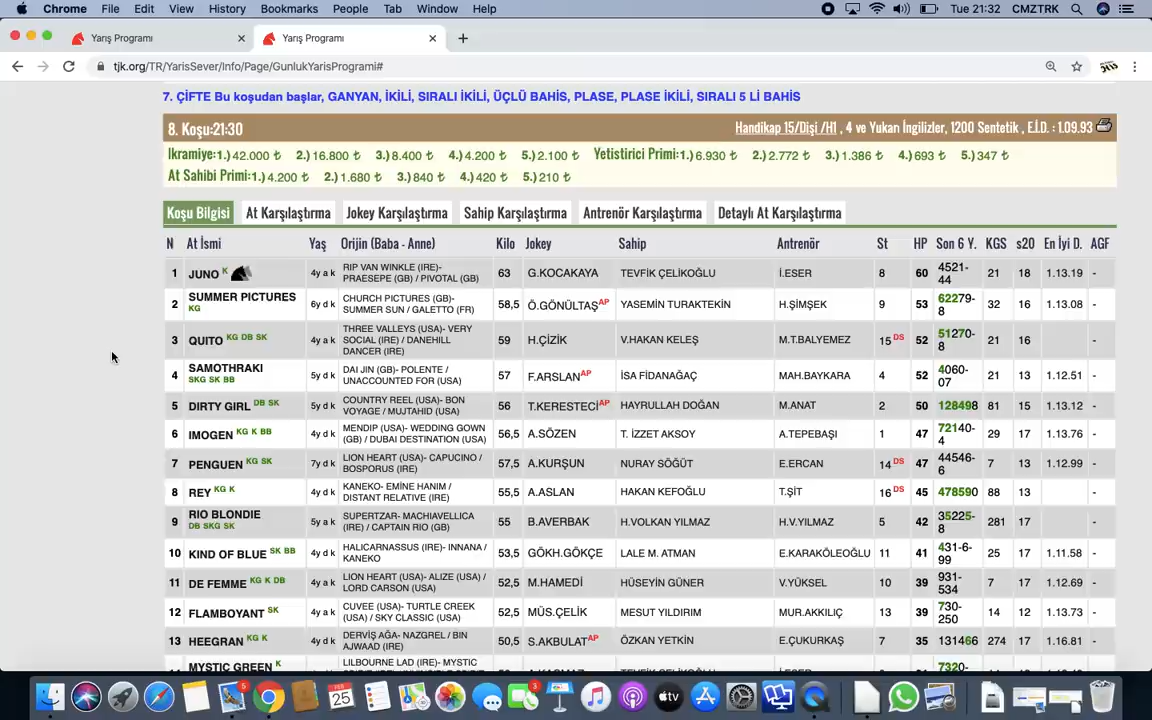 Chrome File Edit View History Bookmarks People Tab Window Help Tue 21:32 CMZTRK
Yarış Programı Yarış Programı
tjk.org/TR/YarisSever/Info/Page/GunlukYarisProgrami#
7. ÇİFTE Bu koşudan başlar, GANYAN, İKİLİ, SIRALI İKİLİ, ÜÇLÜ BAHİS, PLASE, PLASE İKİLİ, SIRALI 5 Lİ BAHİS
8. Koşu:21:30 Handikap 15/Dişi /H1 , 4 ve Yukarı İngilizler, 1200 Sentetik , E.İ.D. : 1.09.93
Ikramiye:1.) 42.000 ₺ 2.) 16.800 ₺ 3.) 8.400 ₺ 4.) 4.200 ₺ 5.) 2.100 ₺ Yetistirici Primi:1.) 6.930 ₺ 2.) 2.772 ₺ 3.) 1.386 ₺ 4.) 693 ₺ 5.) 347 ₺
At Sahibi Primi:1.) 4.200 ₺ 2.) 1.680 ₺ 3.) 840 ₺ 4.) 420 ₺ 5.) 210 ₺
Koşu Bilgisi At Karşılaştırma Jokey Karşılaştırma Sahip Karşılaştırma Antrenör Karşılaştırma Detaylı At Karşılaştırma
N At İsmi Yaş Orijin (Baba - Anne) Kilo Jokey Sahip Antrenör St HP Son 6 Y. KGS s20 En İyi D. AGF
1 JUNO K 4y a k RIP VAN WINKLE (IRE)- PRAESEPE (GB) / PIVOTAL (GB) 63 G.KOCAKAYA TEVFİK ÇELİKOĞLU İ.ESER 8 60 4521-44 21 18 1.13.19 -
2 SUMMER PICTURES KG 6y d k CHURCH PICTURES (GB)- SUMMER SUN / GALETTO (FR) 58,5 Ö.GÖNÜLTAŞ AP YASEMİN TURAKTEKİN H.ŞİMŞEK 9 53 62279-8 32 16 1.13.08 -
3 QUITO KG DB SK 4y a k THREE VALLEYS (USA)- VERY SOCIAL (IRE) / DANEHILL DANCER (IRE) 59 H.ÇİZİK V.HAKAN KELEŞ M.T.BALYEMEZ 15 DS 52 51270-8 21 16 -
4 SAMOTHRAKI SKG SK BB 5y d k DAI JIN (GB)- POLENTE / UNACCOUNTED FOR (USA) 57 F.ARSLAN AP İSA FİDANAĞAÇ MAH.BAYKARA 4 52 4060-07 21 13 1.12.51 -
5 DIRTY GIRL DB SK 5y d k COUNTRY REEL (USA)- BON VOYAGE / MUJTAHID (USA) 56 T.KERESTECİ AP HAYRULLAH DOĞAN M.ANAT 2 50 128498 81 15 1.13.12 -
6 IMOGEN KG K BB 4y d k MENDIP (USA)- WEDDING GOWN (GB) / DUBAI DESTINATION (USA) 56,5 A.SÖZEN T. İZZET AKSOY A.TEPEBAŞI 1 47 72140-4 29 17 1.13.76 -
7 PENGUEN KG SK 7y d k LION HEART (USA)- CAPUCINO / BOSPORUS (IRE) 57,5 A.KURŞUN NURAY SÖĞÜT E.ERCAN 14 DS 47 44546-6 7 13 1.12.99 -
8 REY KG K 4y d k KANEKO- EMİNE HANIM / DISTANT RELATIVE (IRE) 55,5 A.ASLAN HAKAN KEFOĞLU T.ŞİT 16 DS 45 478590 88 13 -
9 RIO BLONDIE DB SKG SK 5y a k SUPERTZAR- MACHIAVELLICA (IRE) / CAPTAIN RIO (GB) 55 B.AVERBAK H.VOLKAN YILMAZ H.V.YILMAZ 5 42 35225-8 281 17 -
10 KIND OF BLUE SK BB 4y d k HALICARNASSUS (IRE)- INNANA / KANEKO 53,5 GÖKH.GÖKÇE LALE M. ATMAN E.KARAKÖLEOĞLU 11 41 431-6-99 25 17 1.11.58 -
11 DE FEMME KG K DB 4y a k LION HEART (USA)- ALIZE (USA) / LORD CARSON (USA) 52,5 M.HAMEDİ HÜSEYİN GÜNER V.YÜKSEL 10 39 931-534 7 17 1.12.69 -
12 FLAMBOYANT SK 4y a k CUVEE (USA)- TURTLE CREEK (USA) / SKY CLASSIC (USA) 52,5 MÜS.ÇELİK MESUT YILDIRIM MUR.AKKILIÇ 13 39 730-250 14 12 1.13.73 -
13 HEEGRAN KG K 4y d k DERVİŞ AĞA- NAZGREL / BIN AJWAAD (IRE) 50,5 S.AKBULAT AP ÖZKAN YETKİN E.ÇUKURKAŞ 7 35 131466 274 17 1.16.81 -
MYSTIC GREEN K LILBOURNE LAD (IRE)- MYSTIC 7320-
5 FEB 25 3 tv